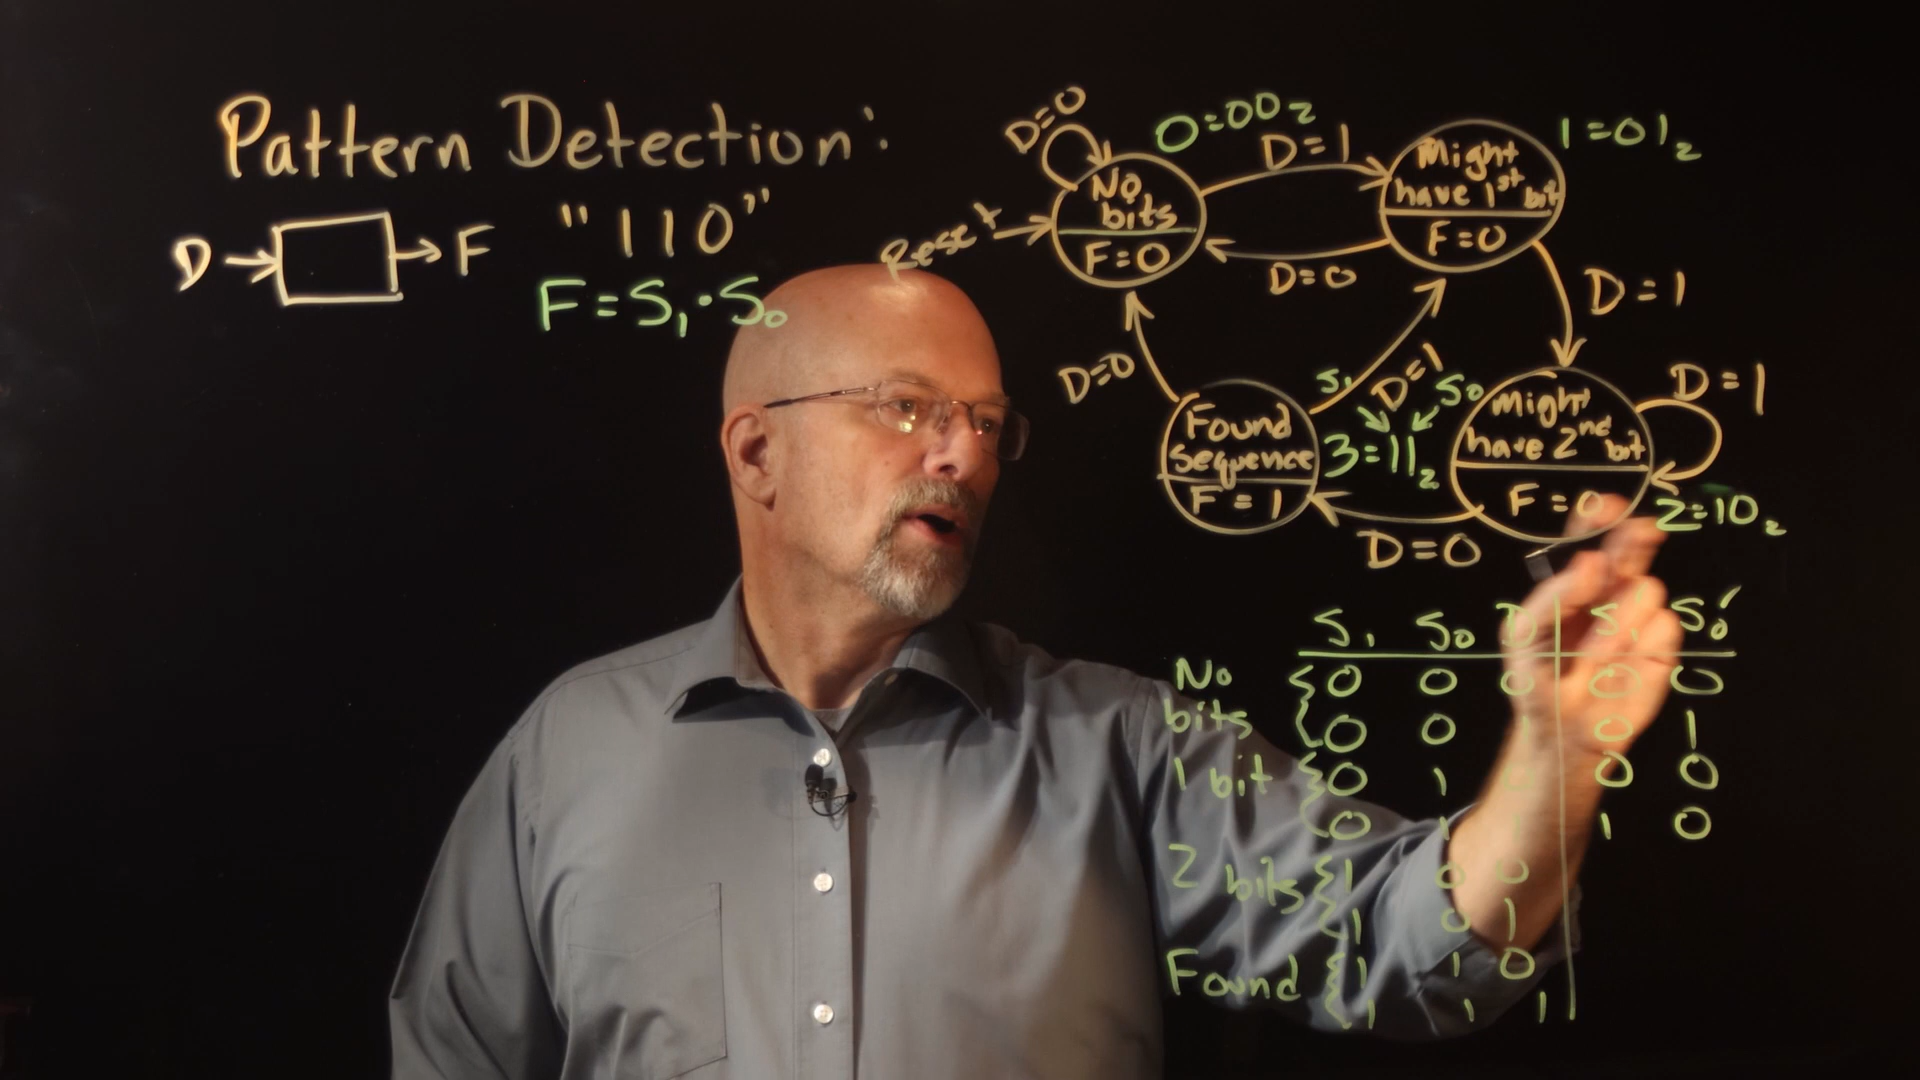 Pattern Detection:
"110"
D → F
F = S₁ · S₀
Reset
D=0
0=00₂
No bits
F=0
D=1
Might have 1st bit
F=0
1=01₂
D=0
D=1
D=0
Found sequence
F=1
D=1
S₁ S₀
3=11₂
Might have 2nd bit
F=0
D=1
2=10₂
D=0
S₁ S₀ D S₁' S₀'
No bits
0 0 0 0 0
0 0 1 0 1
1 bit
0 1 0 0 0
0 1 1 1 0
2 bits
1 0 0
1 0 1
Found
1 1 0
1 1 1